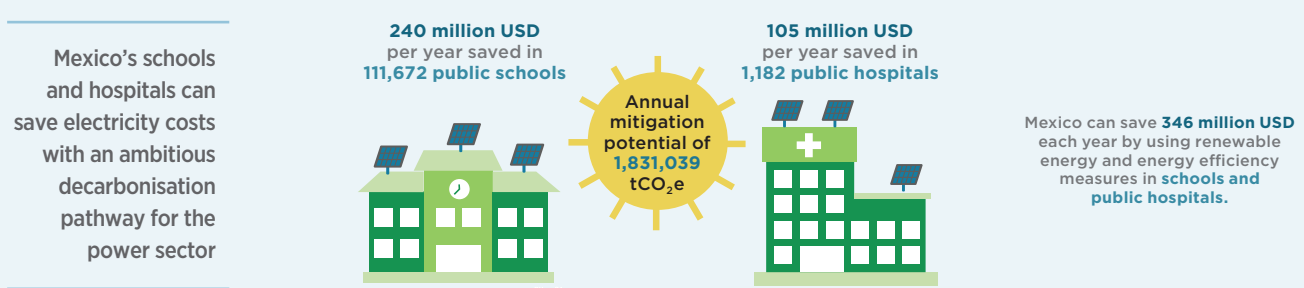 Mexico's schools
and hospitals can
save electricity costs
with an ambitious
decarbonisation
pathway for the
power sector
240 million USD
per year saved in
111,672 public schools
Annual
mitigation
potential of
1,831,039
tCO₂e
105 million USD
per year saved in
1,182 public hospitals
Mexico can save 346 million USD
each year by using renewable
energy and energy efficiency
measures in schools and
public hospitals.